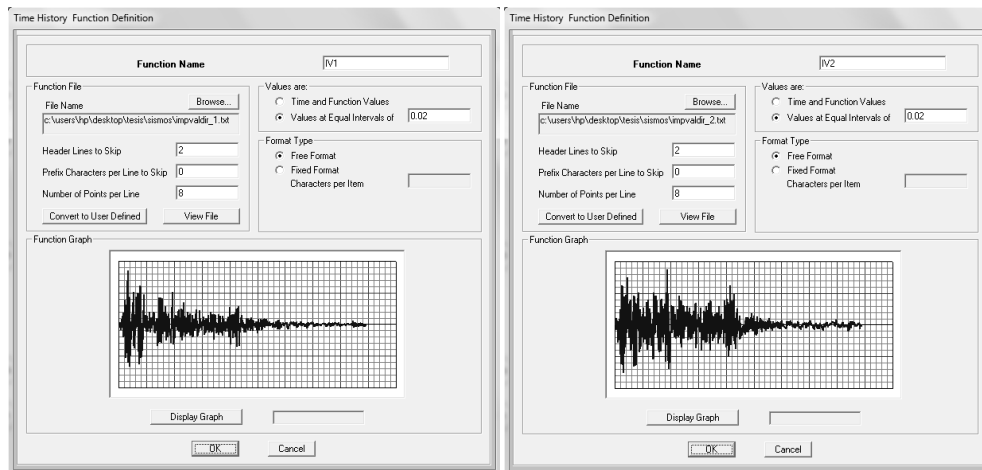 Time History Function Definition
Function Name
IV1
Function File
File Name
Browse...
c:\users\hp\desktop\tesis\sismos\impvaldir_1.txt
Header Lines to Skip
2
Prefix Characters per Line to Skip
0
Number of Points per Line
8
Convert to User Defined
View File
Values are:
Time and Function Values
Values at Equal Intervals of
0.02
Format Type
Free Format
Fixed Format
Characters per Item
Function Graph
Display Graph
OK
Cancel
Time History Function Definition
Function Name
IV2
Function File
File Name
Browse...
c:\users\hp\desktop\tesis\sismos\impvaldir_2.txt
Header Lines to Skip
2
Prefix Characters per Line to Skip
0
Number of Points per Line
8
Convert to User Defined
View File
Values are:
Time and Function Values
Values at Equal Intervals of
0.02
Format Type
Free Format
Fixed Format
Characters per Item
Function Graph
Display Graph
OK
Cancel